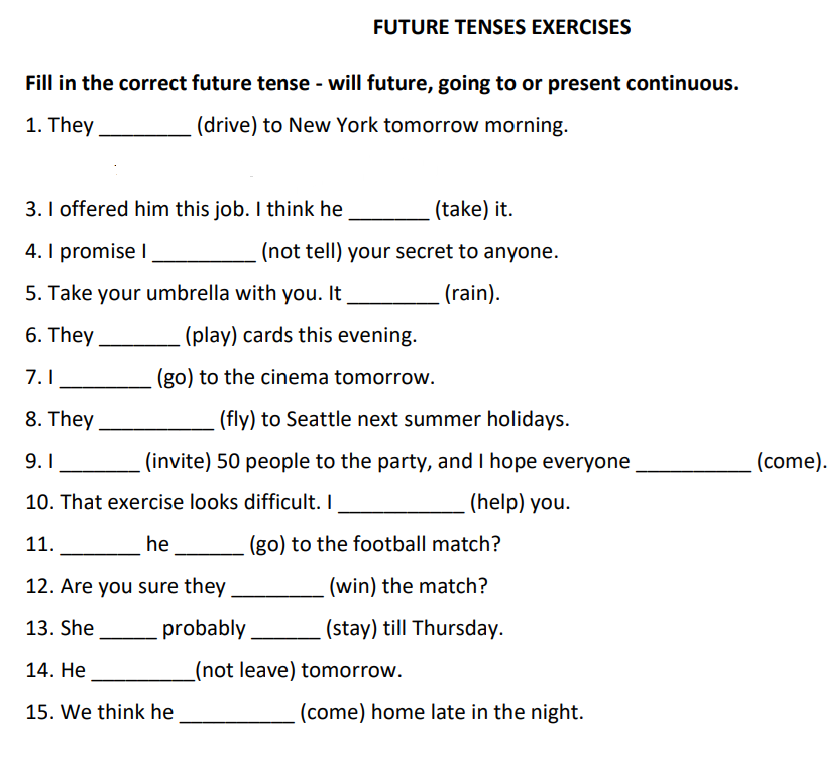 FUTURE TENSES EXERCISES
Fill in the correct future tense - will future, going to or present continuous.
1. They ________ (drive) to New York tomorrow morning.
3. I offered him this job. I think he _______ (take) it.
4. I promise I _________ (not tell) your secret to anyone.
5. Take your umbrella with you. It ________ (rain).
6. They _______ (play) cards this evening.
7. I ________ (go) to the cinema tomorrow.
8. They __________ (fly) to Seattle next summer holidays.
9. I _______ (invite) 50 people to the party, and I hope everyone __________ (come).
10. That exercise looks difficult. I ___________ (help) you.
11. _______ he ______ (go) to the football match?
12. Are you sure they ________ (win) the match?
13. She _____ probably ______ (stay) till Thursday.
14. He _________(not leave) tomorrow.
15. We think he __________ (come) home late in the night.